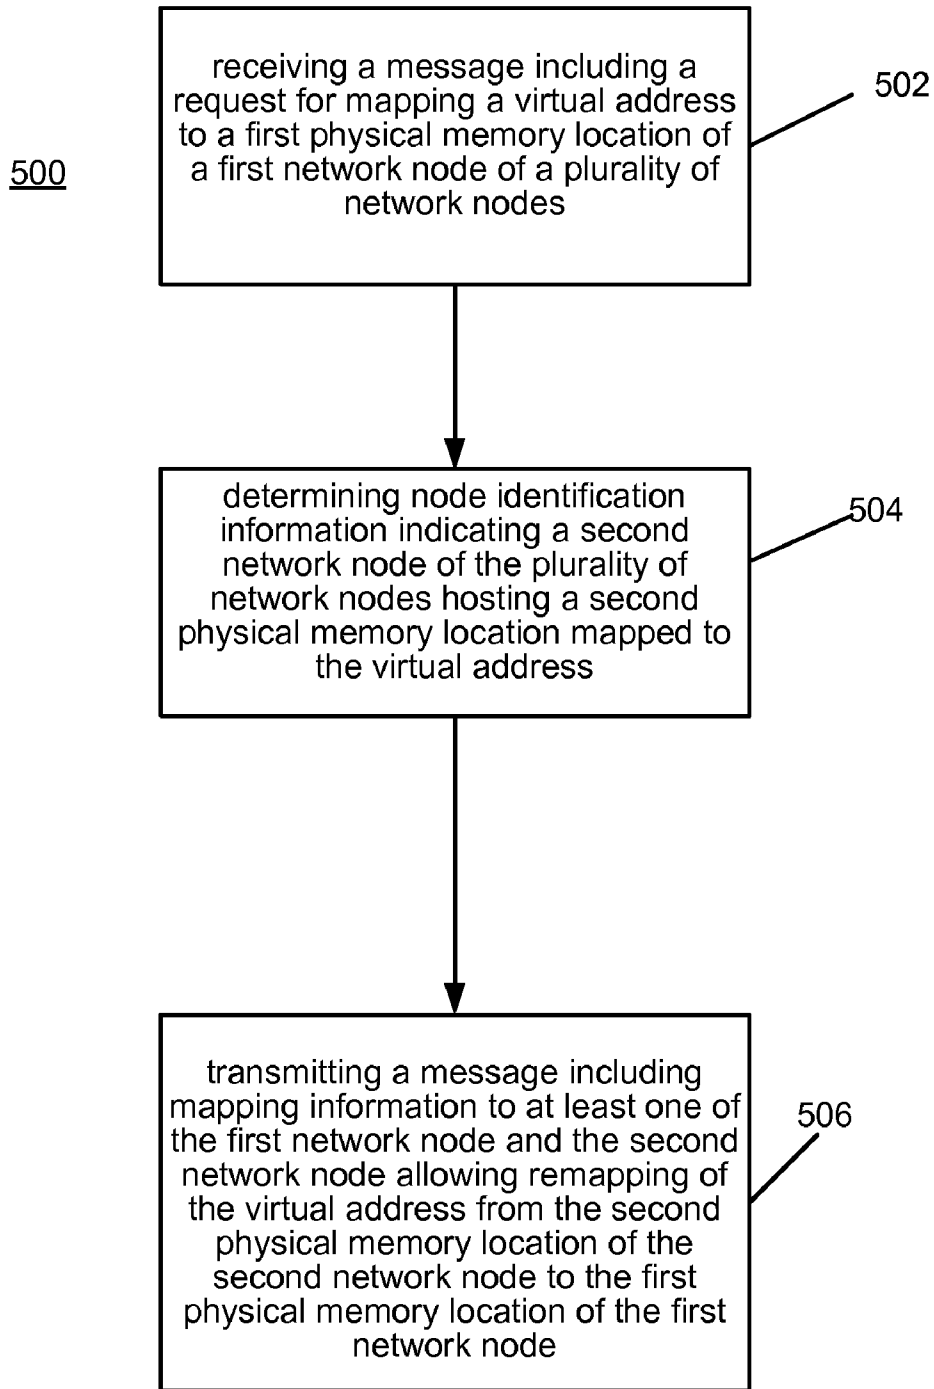 receiving a message including a
request for mapping a virtual address
to a first physical memory location of
a first network node of a plurality of
network nodes
502
500
determining node identification
information indicating a second
network node of the plurality of
network nodes hosting a second
physical memory location mapped to
the virtual address
504
transmitting a message including
mapping information to at least one of
the first network node and the second
network node allowing remapping of
the virtual address from the second
physical memory location of the
second network node to the first
physical memory location of the first
network node
506